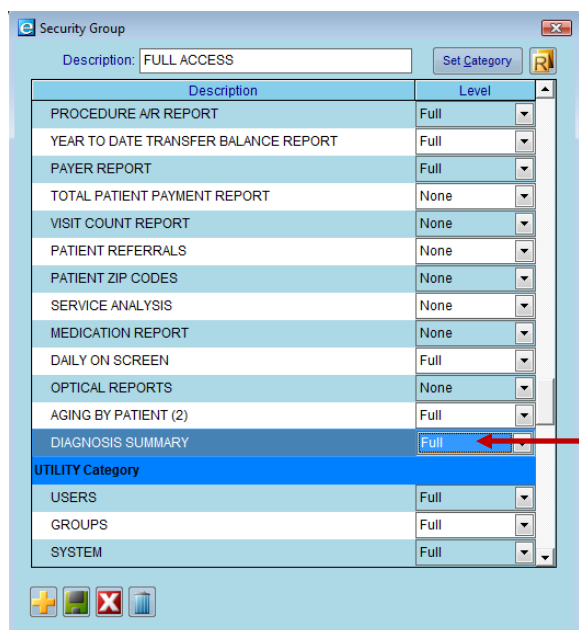 Security Group
Description: FULL ACCESS Set Category R
Description Level
PROCEDURE A/R REPORT Full
YEAR TO DATE TRANSFER BALANCE REPORT Full
PAYER REPORT Full
TOTAL PATIENT PAYMENT REPORT None
VISIT COUNT REPORT None
PATIENT REFERRALS None
PATIENT ZIP CODES None
SERVICE ANALYSIS None
MEDICATION REPORT None
DAILY ON SCREEN Full
OPTICAL REPORTS None
AGING BY PATIENT (2) Full
DIAGNOSIS SUMMARY Full
UTILITY Category
USERS Full
GROUPS Full
SYSTEM Full